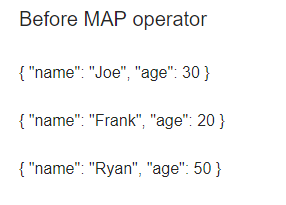 Before MAP operator
{ "name": "Joe", "age": 30 }
{ "name": "Frank", "age": 20 }
{ "name": "Ryan", "age": 50 }